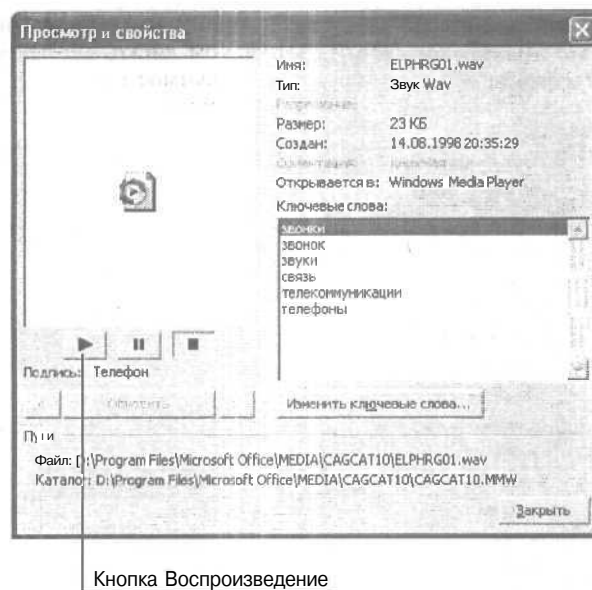 Просмотр и свойства
Имя: ELPHRG01.wav
Тип: Звук Wav
Размер: 23 КБ
Создан: 14.08.1998 20:35:29
Открывается в: Windows Media Player
Ключевые слова:
звонки
звонок
звуки
связь
телекоммуникации
телефоны
Подпись: Телефон
Обновить
Изменить ключевые слова...
Пути
Файл: D:\Program Files\Microsoft Office\MEDIA\CAGCAT10\ELPHRG01.wav
Каталог: D:\Program Files\Microsoft Office\MEDIA\CAGCAT10\CAGCAT10.MMW
Закрыть
Кнопка Воспроизведение